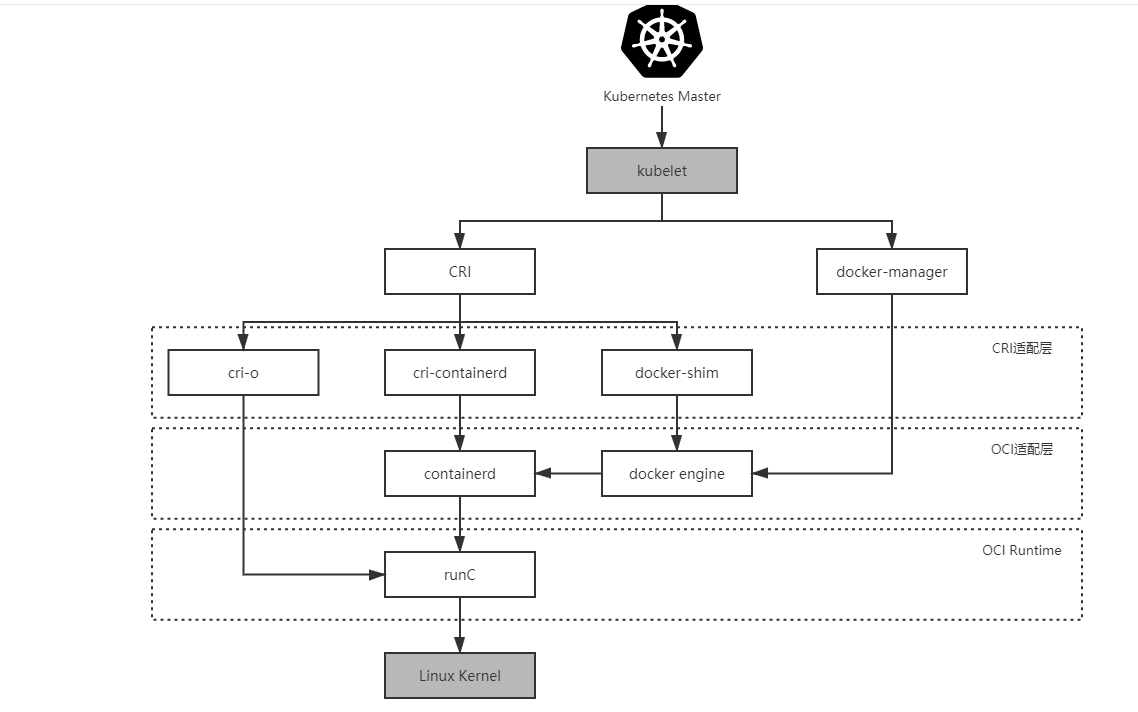 Kubernetes Master
kubelet
CRI
docker-manager
CRI适配层
cri-o
cri-containerd
docker-shim
OCI适配层
containerd
docker engine
OCI Runtime
runC
Linux Kernel